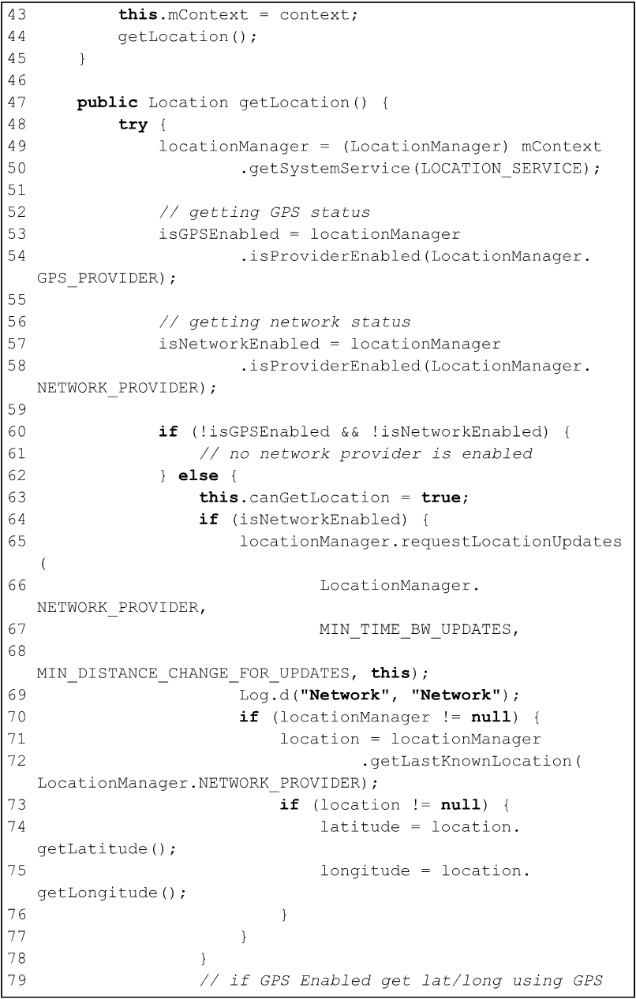 43         this.mContext = context;
44         getLocation();
45     }
46
47     public Location getLocation() {
48         try {
49             locationManager = (LocationManager) mContext
50                     .getSystemService(LOCATION_SERVICE);
51
52             // getting GPS status
53             isGPSEnabled = locationManager
54                     .isProviderEnabled(LocationManager.
   GPS_PROVIDER);
55
56             // getting network status
57             isNetworkEnabled = locationManager
58                     .isProviderEnabled(LocationManager.
   NETWORK_PROVIDER);
59
60             if (!isGPSEnabled && !isNetworkEnabled) {
61                 // no network provider is enabled
62             } else {
63                 this.canGetLocation = true;
64                 if (isNetworkEnabled) {
65                     locationManager.requestLocationUpdates
   (
66                             LocationManager.
   NETWORK_PROVIDER,
67                             MIN_TIME_BW_UPDATES,
68
   MIN_DISTANCE_CHANGE_FOR_UPDATES, this);
69                     Log.d("Network", "Network");
70                     if (locationManager != null) {
71                         location = locationManager
72                                 .getLastKnownLocation(
   LocationManager.NETWORK_PROVIDER);
73                         if (location != null) {
74                             latitude = location.
   getLatitude();
75                             longitude = location.
   getLongitude();
76                         }
77                     }
78                 }
79                 // if GPS Enabled get lat/long using GPS